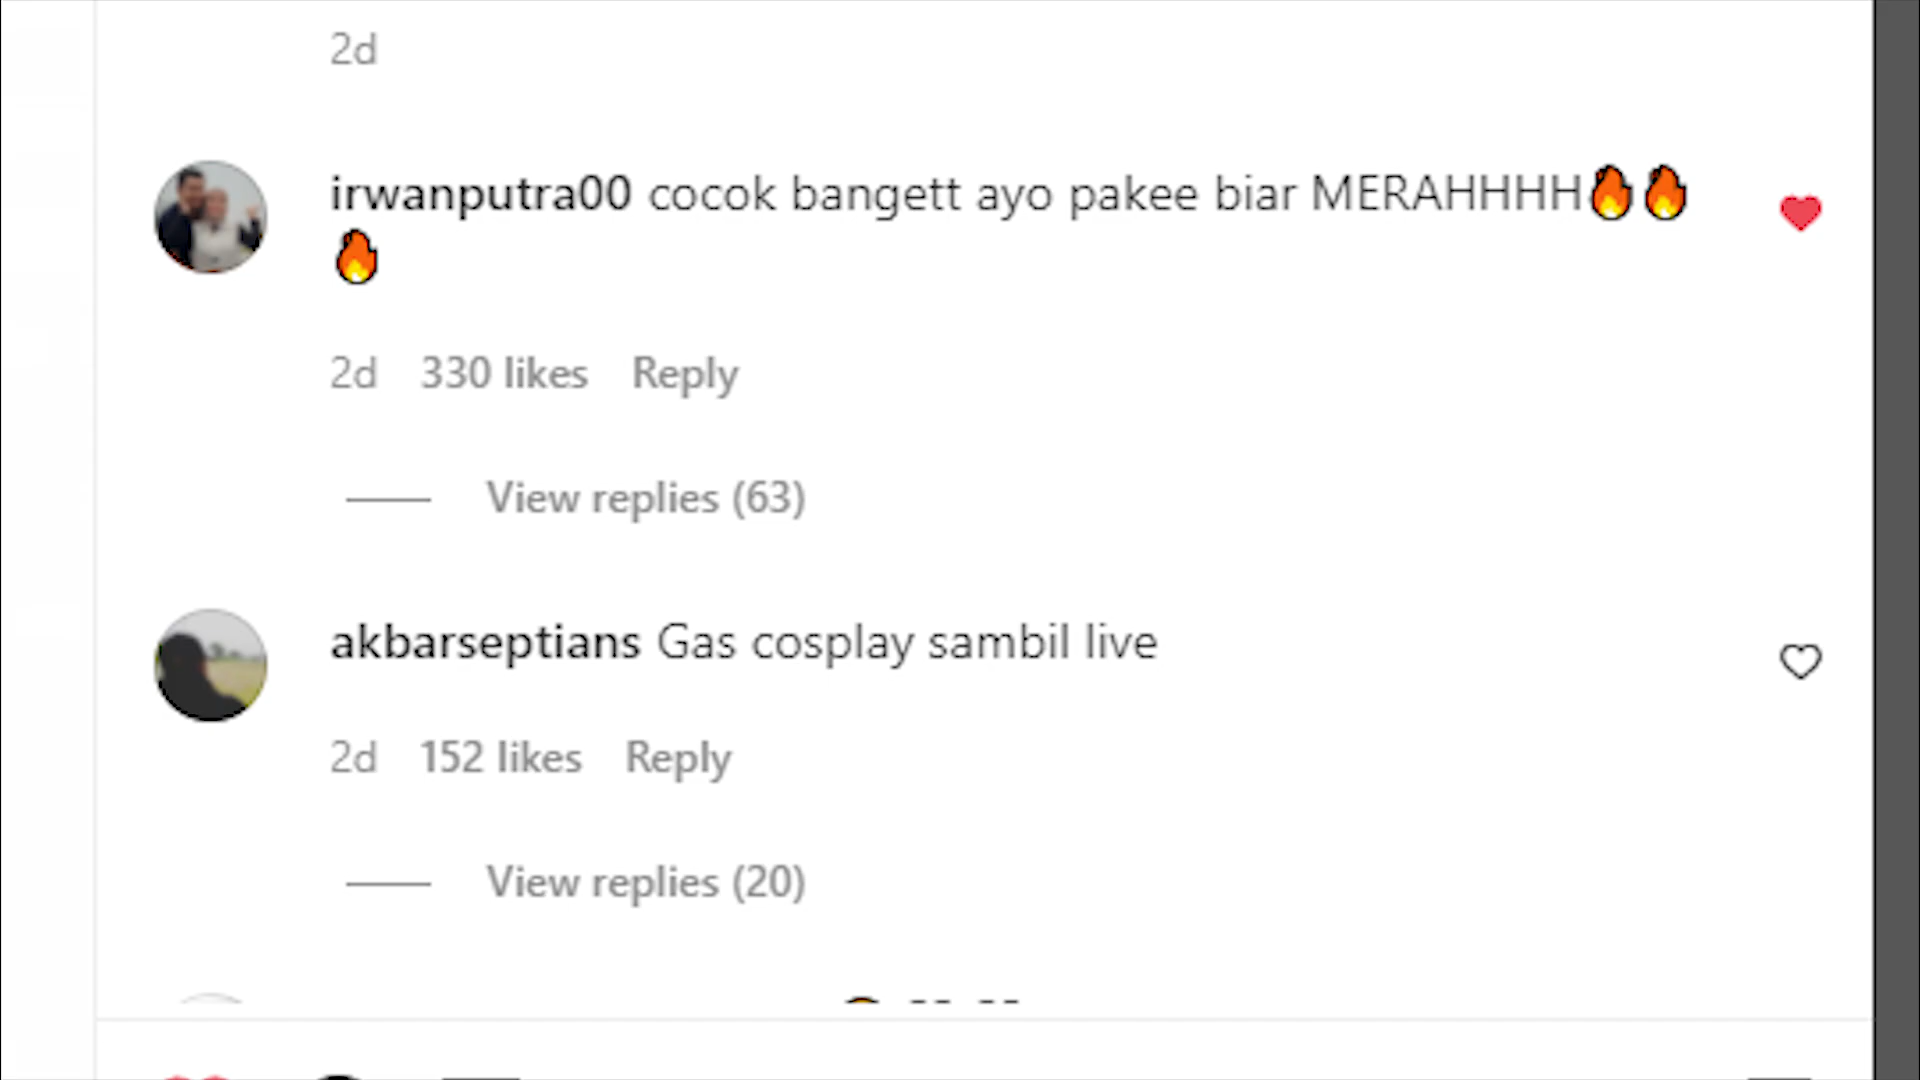 2d
irwanputra00 cocok bangett ayo pakee biar MERAHHHH🔥🔥
🔥
2d 330 likes Reply
View replies (63)
akbarseptians Gas cosplay sambil live
2d 152 likes Reply
View replies (20)